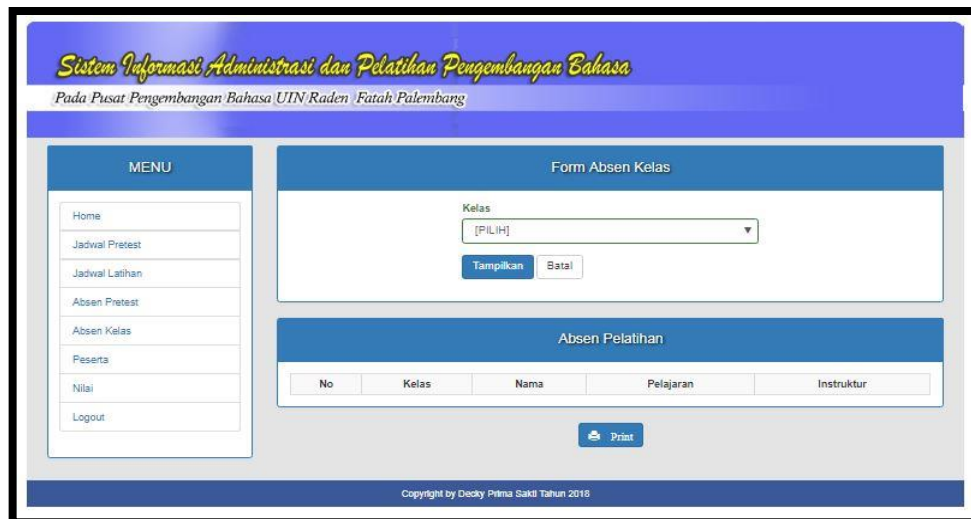 Sistem Informasi Administrasi dan Pelatihan Pengembangan Bahasa
Pada Pusat Pengembangan Bahasa UIN Raden Fatah Palembang
MENU
Home
Jadwal Pretest
Jadwal Latihan
Absen Pretest
Absen Kelas
Peserta
Nilai
Logout
Form Absen Kelas
Kelas
[PILIH]
Tampilkan Batal
Absen Pelatihan
No Kelas Nama Pelajaran Instruktur
Print
Copyright by Decky Prima Sakti Tahun 2018